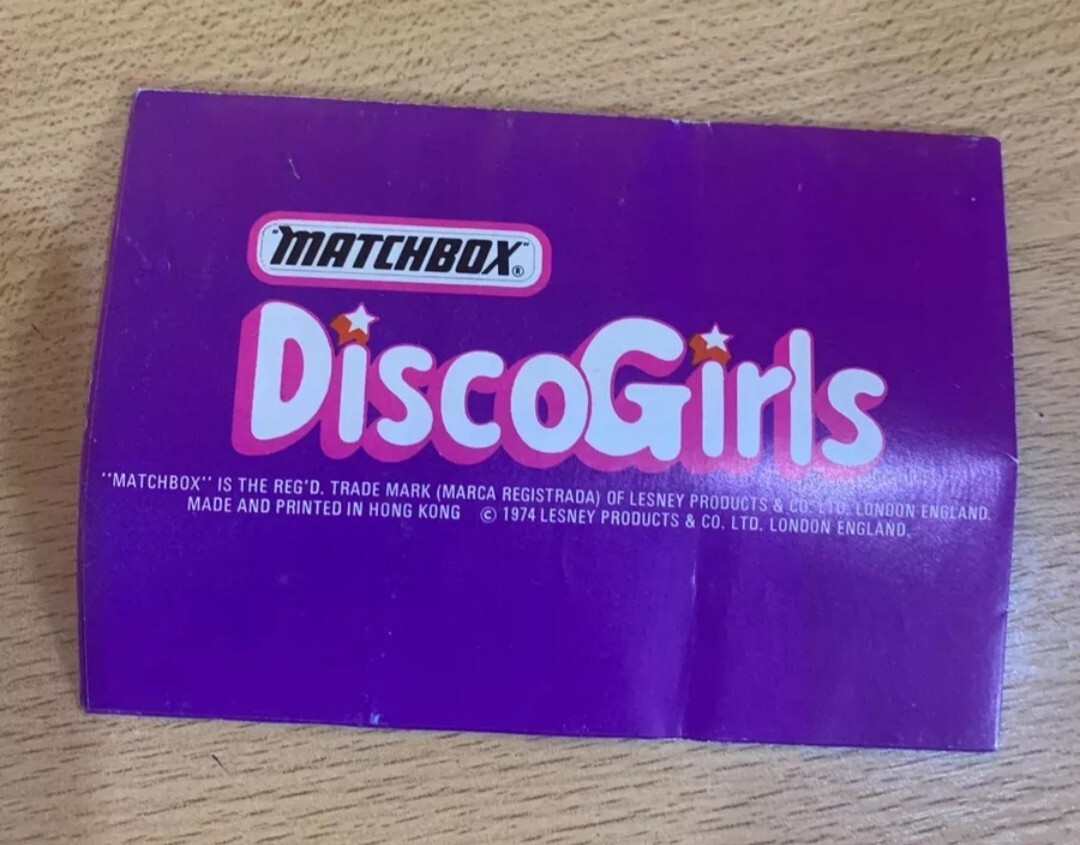 "MATCHBOX"®
DiscoGirls
"MATCHBOX" IS THE REG'D. TRADE MARK (MARCA REGISTRADA) OF LESNEY PRODUCTS & CO. LTD. LONDON ENGLAND.
MADE AND PRINTED IN HONG KONG © 1974 LESNEY PRODUCTS & CO. LTD. LONDON ENGLAND.